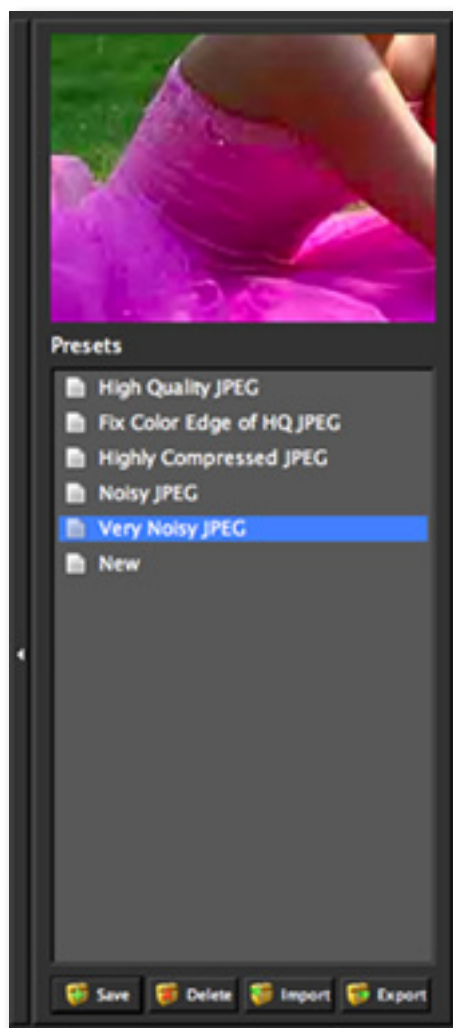 Presets
High Quality JPEG
Fix Color Edge of HQ JPEG
Highly Compressed JPEG
Noisy JPEG
Very Noisy JPEG
New
Save Delete Import Export